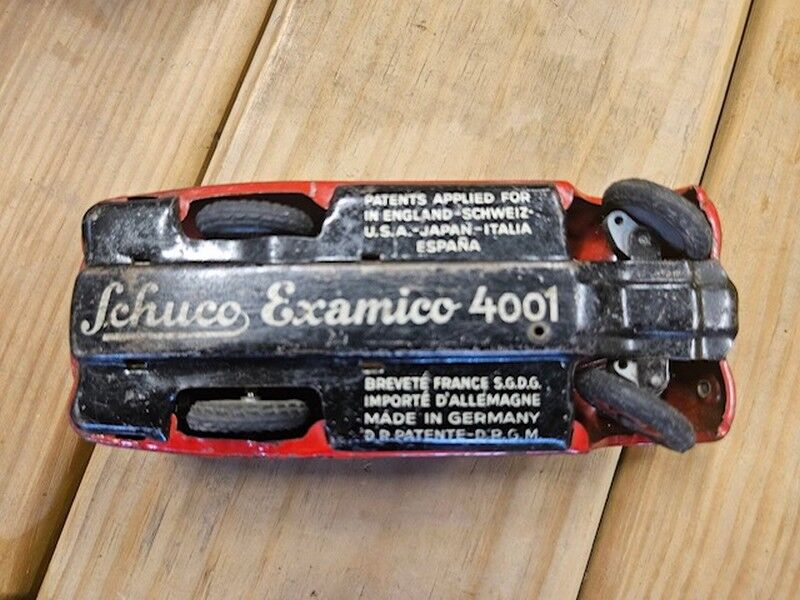 PATENTS APPLIED FOR
IN ENGLAND-SCHWEIZ-
U.S.A.-JAPAN-ITALIA
ESPAÑA
Schuco Examico 4001
BREVETÉ FRANCE S.G.D.G.
IMPORTÉ D'ALLEMAGNE
MADE IN GERMANY
D.R.PATENTE-D.R.G.M.